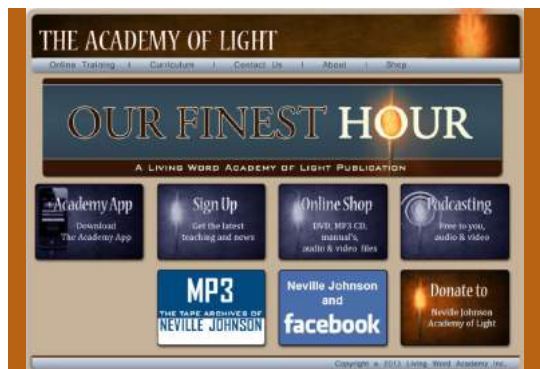 THE ACADEMY OF LIGHT
Online Training | Curriculum | Contact Us | About | Shop
OUR FINEST HOUR
A LIVING WORD ACADEMY OF LIGHT PUBLICATION
Academy App
Download
The Academy App
Sign Up
Get the latest
teaching and news
Online Shop
DVD, MP3 CD,
manual's,
audio & video files
Podcasting
Free to you,
audio & video
MP3
THE TAPE ARCHIVES OF
NEVILLE JOHNSON
Neville Johnson
and
facebook
Donate to
Neville Johnson
Academy of Light
Copyright © 2013 Living Word Academy Inc.